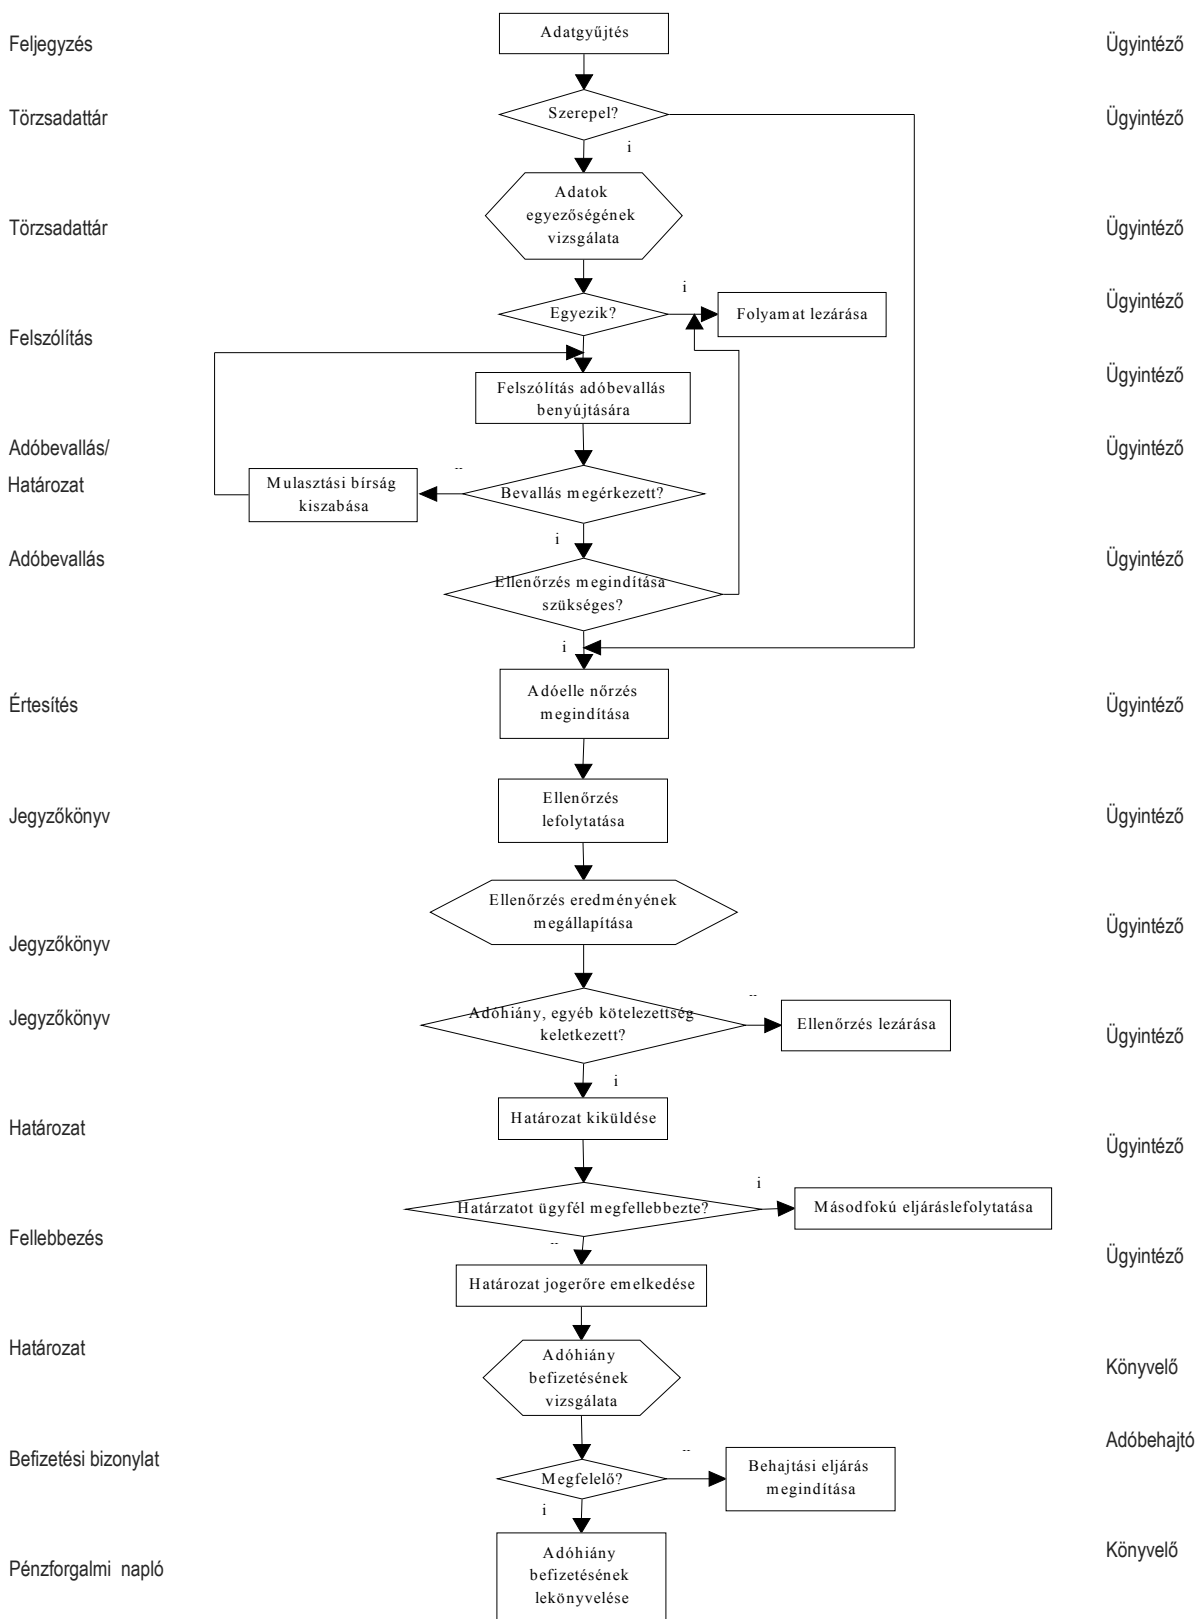 Adatgyűjtés
Feljegyzés
Ügyintéző
Szerepel?
Törzsadattár
Ügyintéző
i
Adatok
egyezőségének
vizsgálata
Törzsadattár
Ügyintéző
i
Ügyintéző
Egyezik?
Folyamat lezárása
Felszólítás
Ügyintéző
Felszólítás adóbevallás
benyújtására
Adóbevallás/
Ügyintéző
--
Határozat
Mulasztási bírság
kiszabása
Bevallás megérkezett?
i
Adóbevallás
Ügyintéző
Ellenőrzés megindítása
szükséges?
i
Adóelle nőrzés
megindítása
Értesítés
Ügyintéző
Ellenőrzés
lefolytatása
Jegyzőkönyv
Ügyintéző
Ellenőrzés eredményének
megállapítása
Jegyzőkönyv
Ügyintéző
--
Jegyzőkönyv
Adóhiány, egyéb kötelezettség
keletkezett?
Ellenőrzés lezárása
Ügyintéző
i
Határozat kiküldése
Határozat
Ügyintéző
i
Határzatot ügyfél megfellebbezte?
Másodfokú eljáráslefolytatása
Fellebbezés
--
Ügyintéző
Határozat jogerőre emelkedése
Határozat
Adóhiány
befizetésének
vizsgálata
Könyvelő
Adóbehajtó
--
Befizetési bizonylat
Megfelelő?
Behajtási eljárás
megindítása
i
Könyvelő
Pénzforgalmi napló
Adóhiány
befizetésének
lekönyvelése